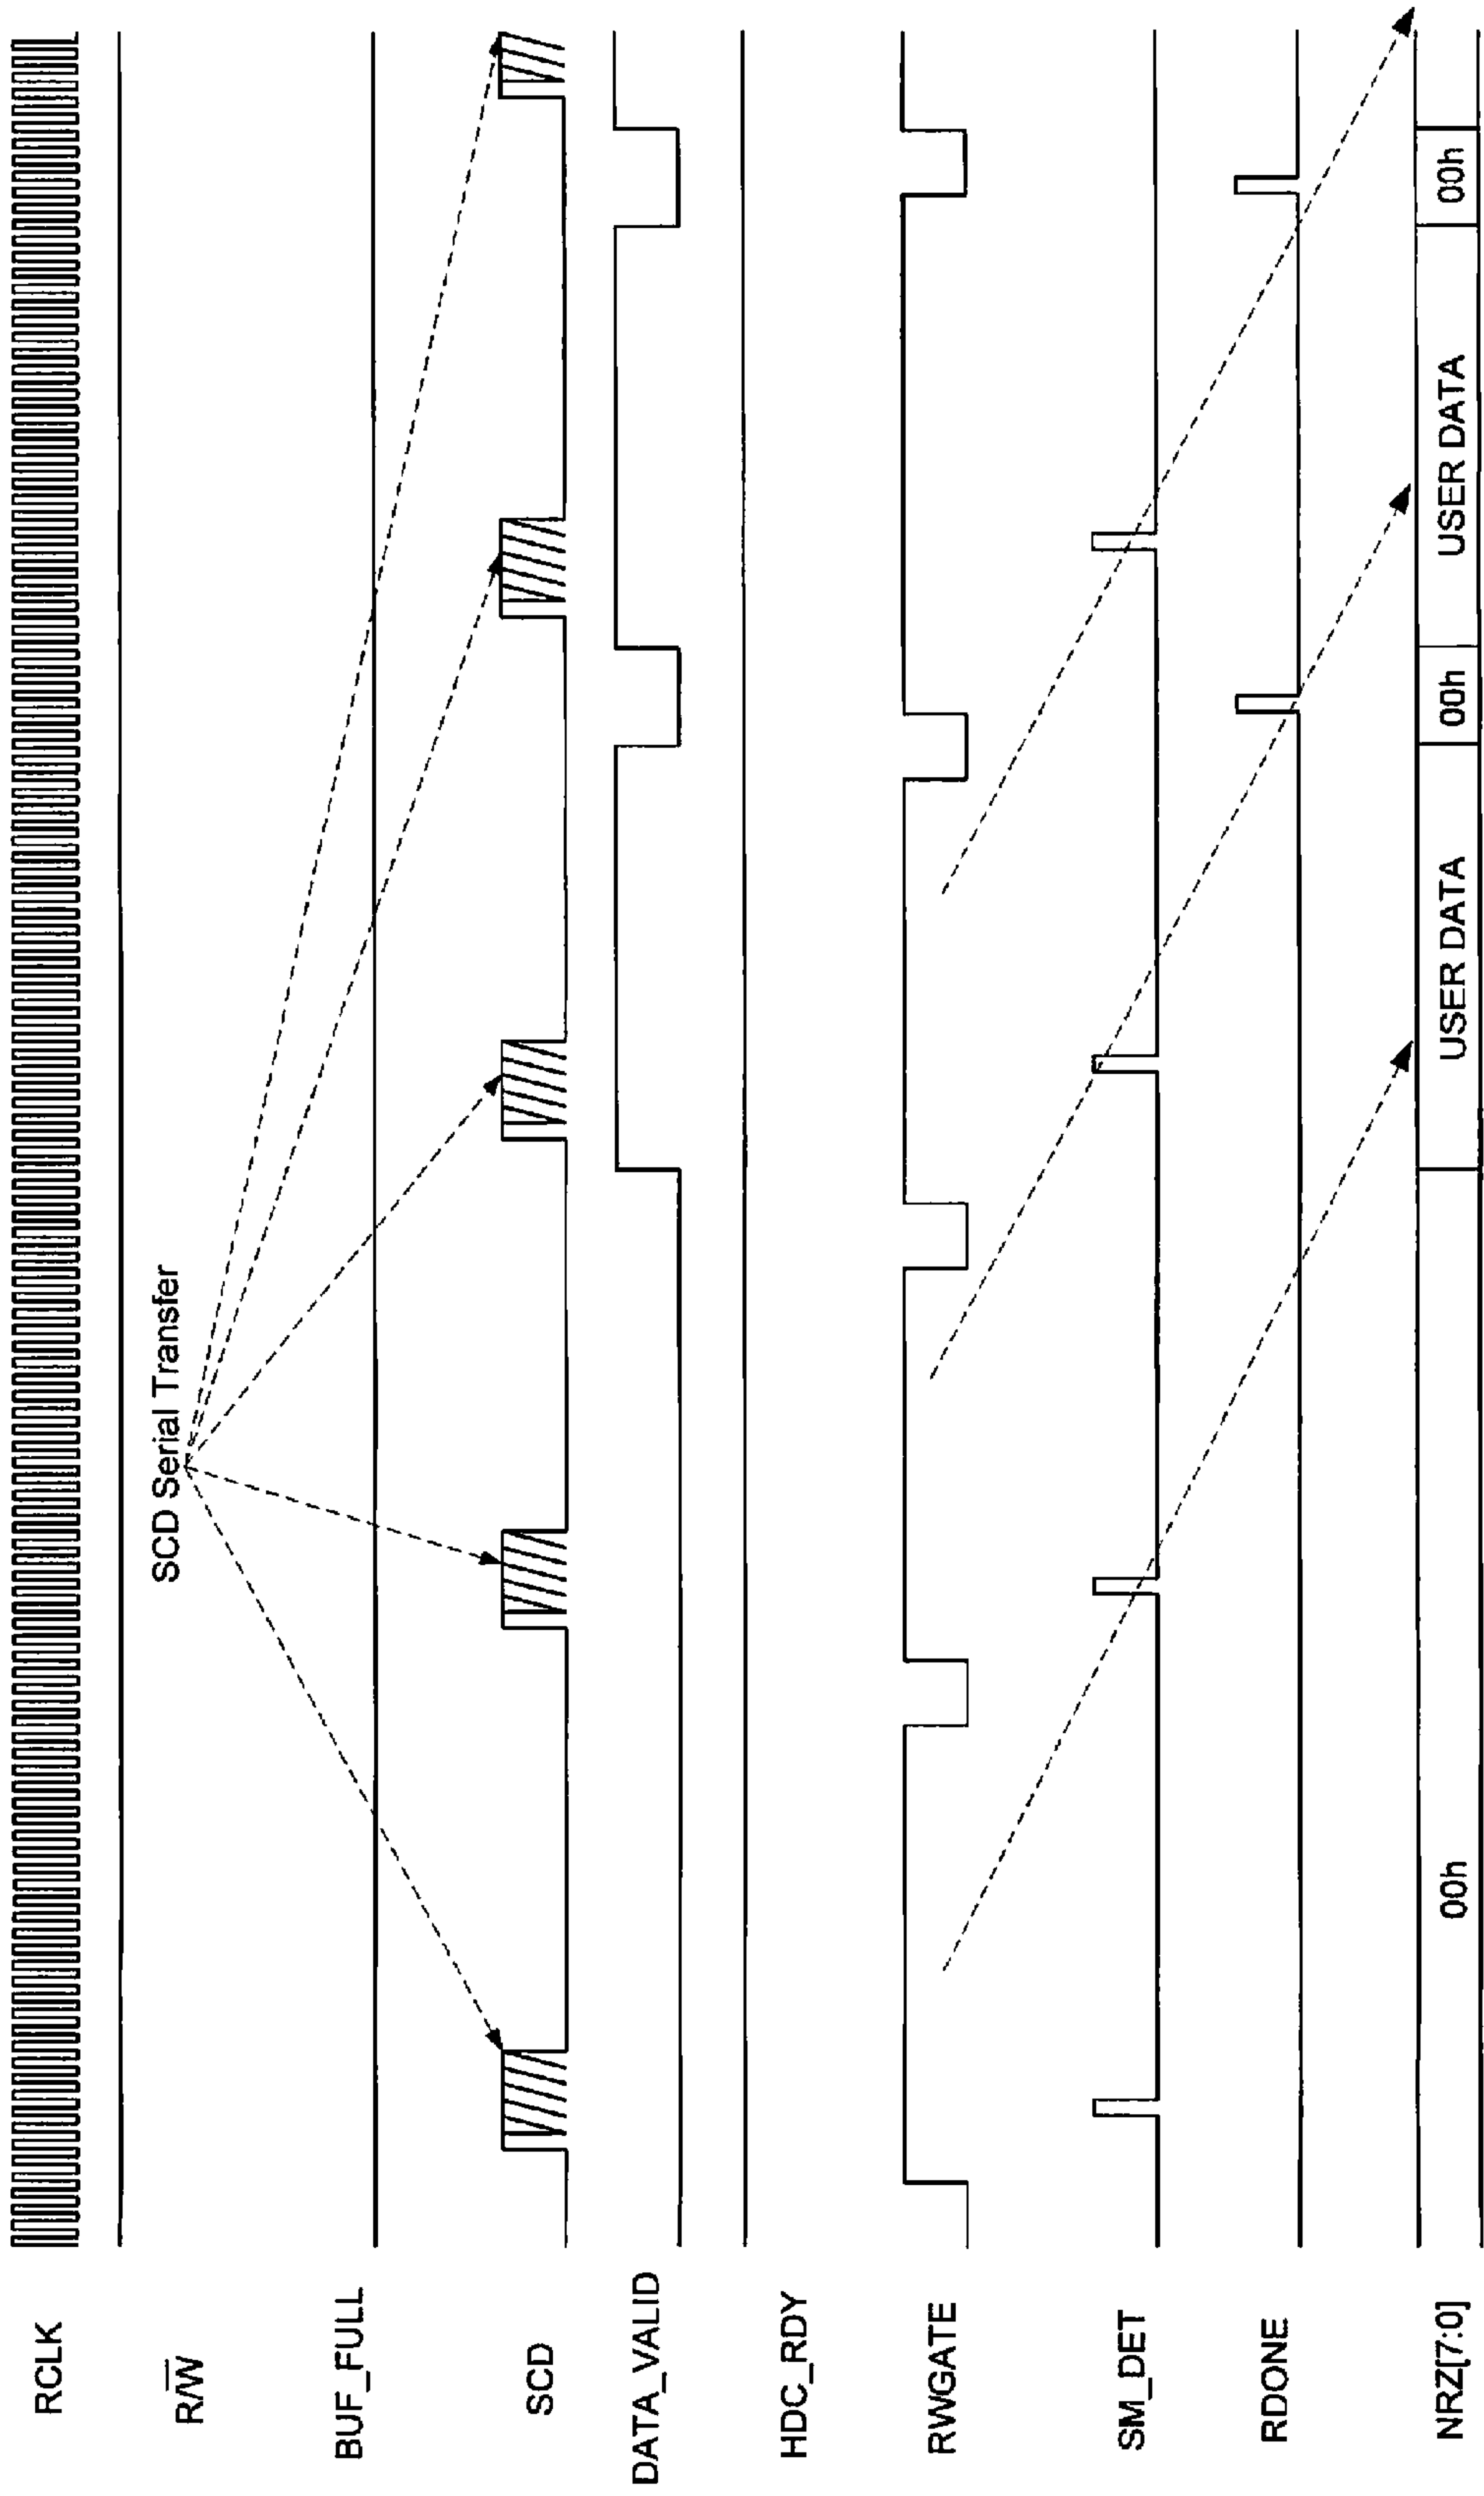 RCLK
R/W
SCD Serial Transfer
BUF_FULL
SCD
DATA_VALID
HDC_RDY
RWGATE
SM_DET
RDONE
NRZ[7:0]
00h
USER DATA
00h
USER DATA
00h